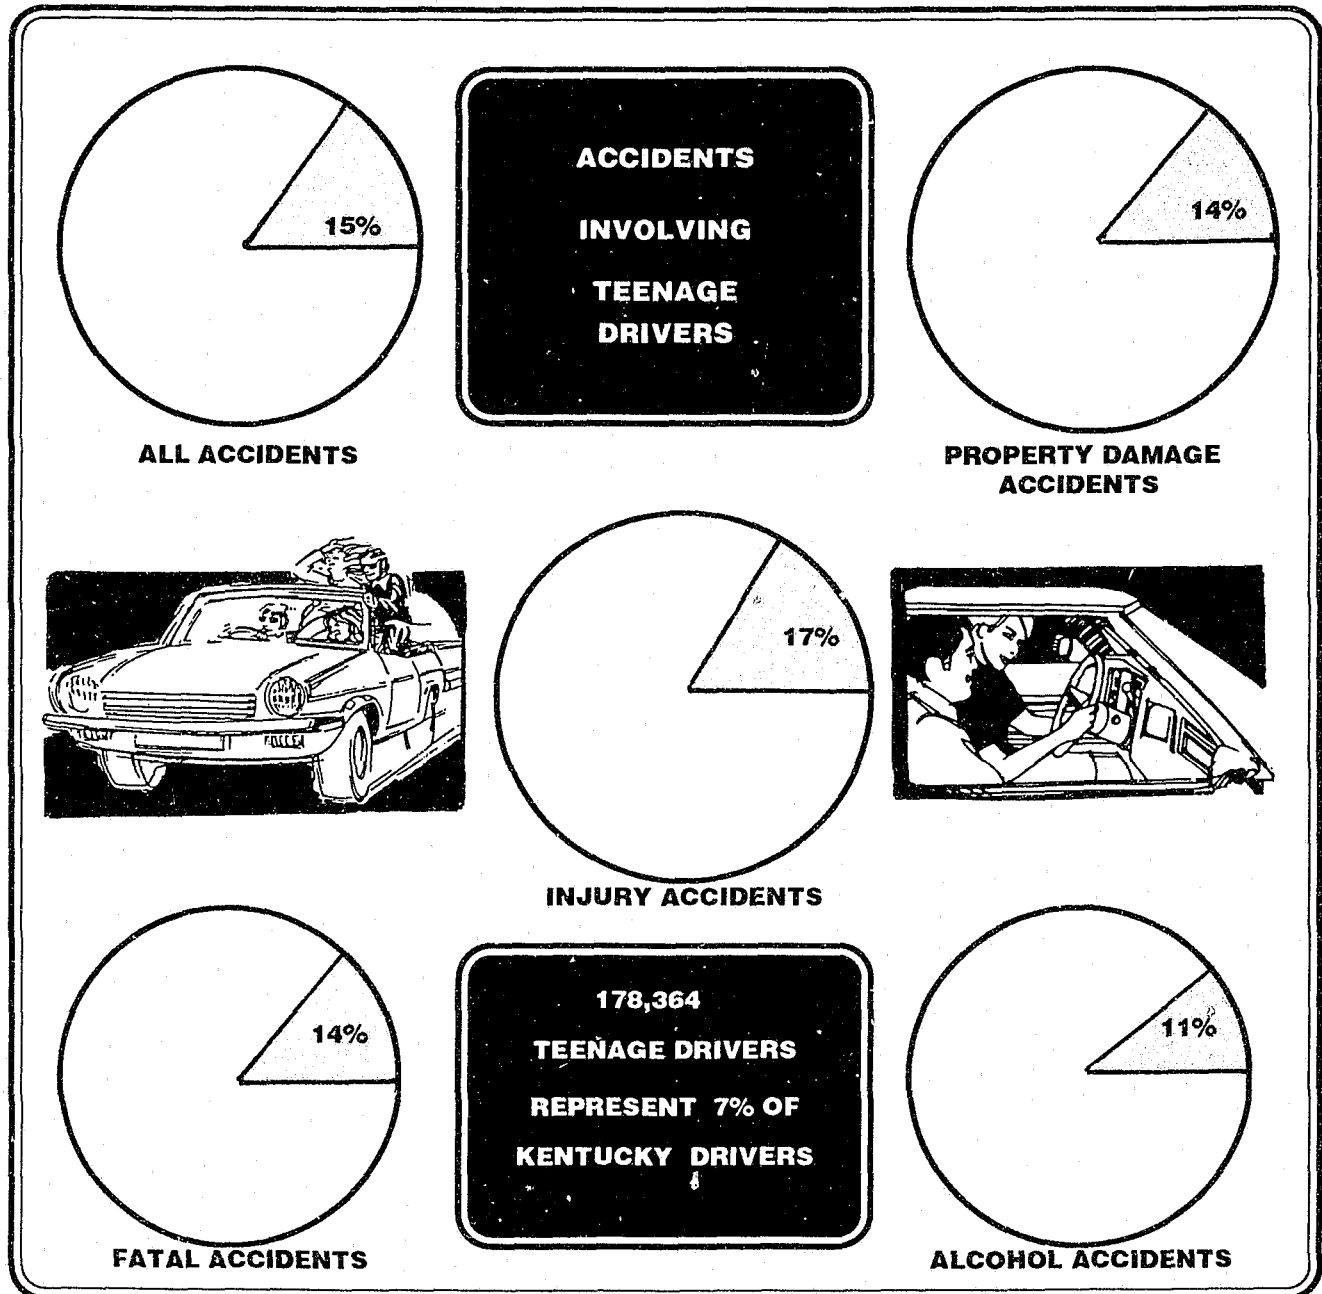 15%
ALL ACCIDENTS
ACCIDENTS
INVOLVING
TEENAGE
DRIVERS
14%
PROPERTY DAMAGE
ACCIDENTS
17%
INJURY ACCIDENTS
14%
FATAL ACCIDENTS
178,364
TEENAGE DRIVERS
REPRESENT 7% OF
KENTUCKY DRIVERS
11%
ALCOHOL ACCIDENTS